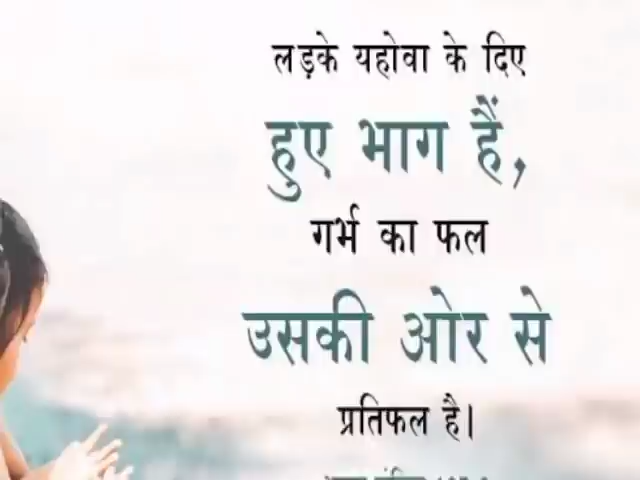 लड़के यहोवा के दिए
हुए भाग हैं,
गर्भ का फल
उसकी ओर से
प्रतिफल है।